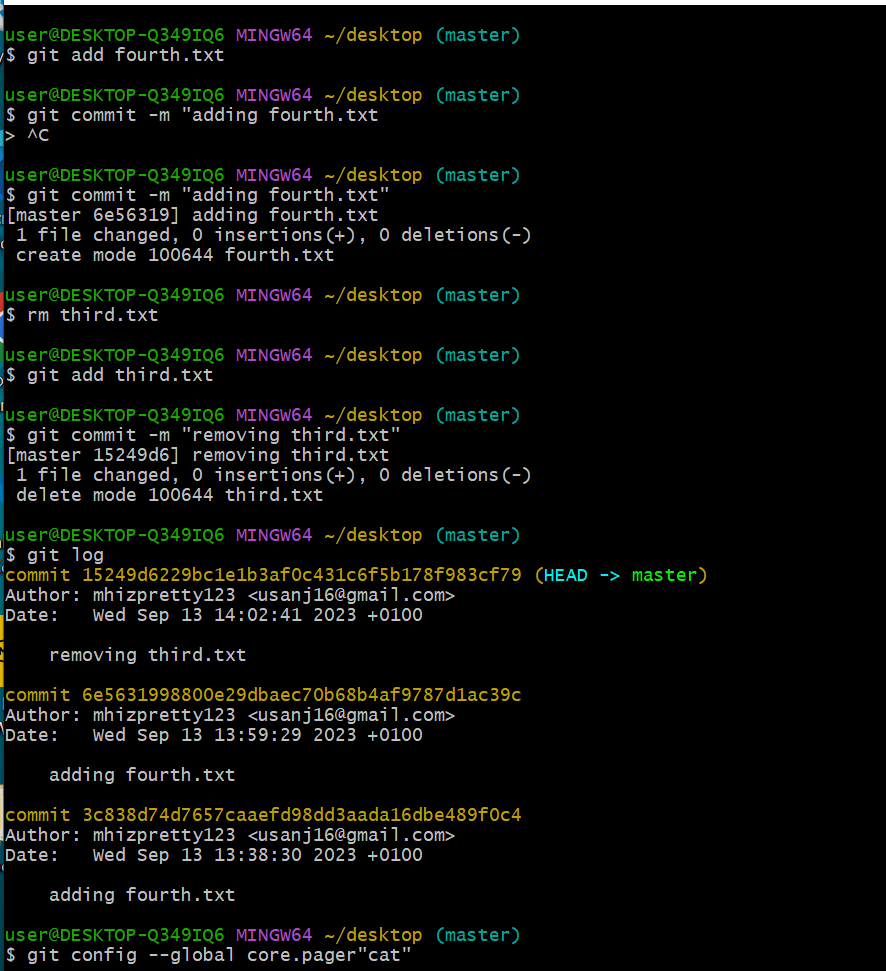 user@DESKTOP-Q349IQ6 MINGW64 ~/desktop (master)
$ git add fourth.txt
user@DESKTOP-Q349IQ6 MINGW64 ~/desktop (master)
$ git commit -m "adding fourth.txt
> ^C
user@DESKTOP-Q349IQ6 MINGW64 ~/desktop (master)
$ git commit -m "adding fourth.txt"
[master 6e56319] adding fourth.txt
 1 file changed, 0 insertions(+), 0 deletions(-)
 create mode 100644 fourth.txt
user@DESKTOP-Q349IQ6 MINGW64 ~/desktop (master)
$ rm third.txt
user@DESKTOP-Q349IQ6 MINGW64 ~/desktop (master)
$ git add third.txt
user@DESKTOP-Q349IQ6 MINGW64 ~/desktop (master)
$ git commit -m "removing third.txt"
[master 15249d6] removing third.txt
 1 file changed, 0 insertions(+), 0 deletions(-)
 delete mode 100644 third.txt
user@DESKTOP-Q349IQ6 MINGW64 ~/desktop (master)
$ git log
commit 15249d6229bc1e1b3af0c431c6f5b178f983cf79 (HEAD -> master)
Author: mhizpretty123 <usanj16@gmail.com>
Date:   Wed Sep 13 14:02:41 2023 +0100
    removing third.txt
commit 6e5631998800e29dbaec70b68b4af9787d1ac39c
Author: mhizpretty123 <usanj16@gmail.com>
Date:   Wed Sep 13 13:59:29 2023 +0100
    adding fourth.txt
commit 3c838d74d7657caaefd98dd3aada16dbe489f0c4
Author: mhizpretty123 <usanj16@gmail.com>
Date:   Wed Sep 13 13:38:30 2023 +0100
    adding fourth.txt
user@DESKTOP-Q349IQ6 MINGW64 ~/desktop (master)
$ git config --global core.pager"cat"